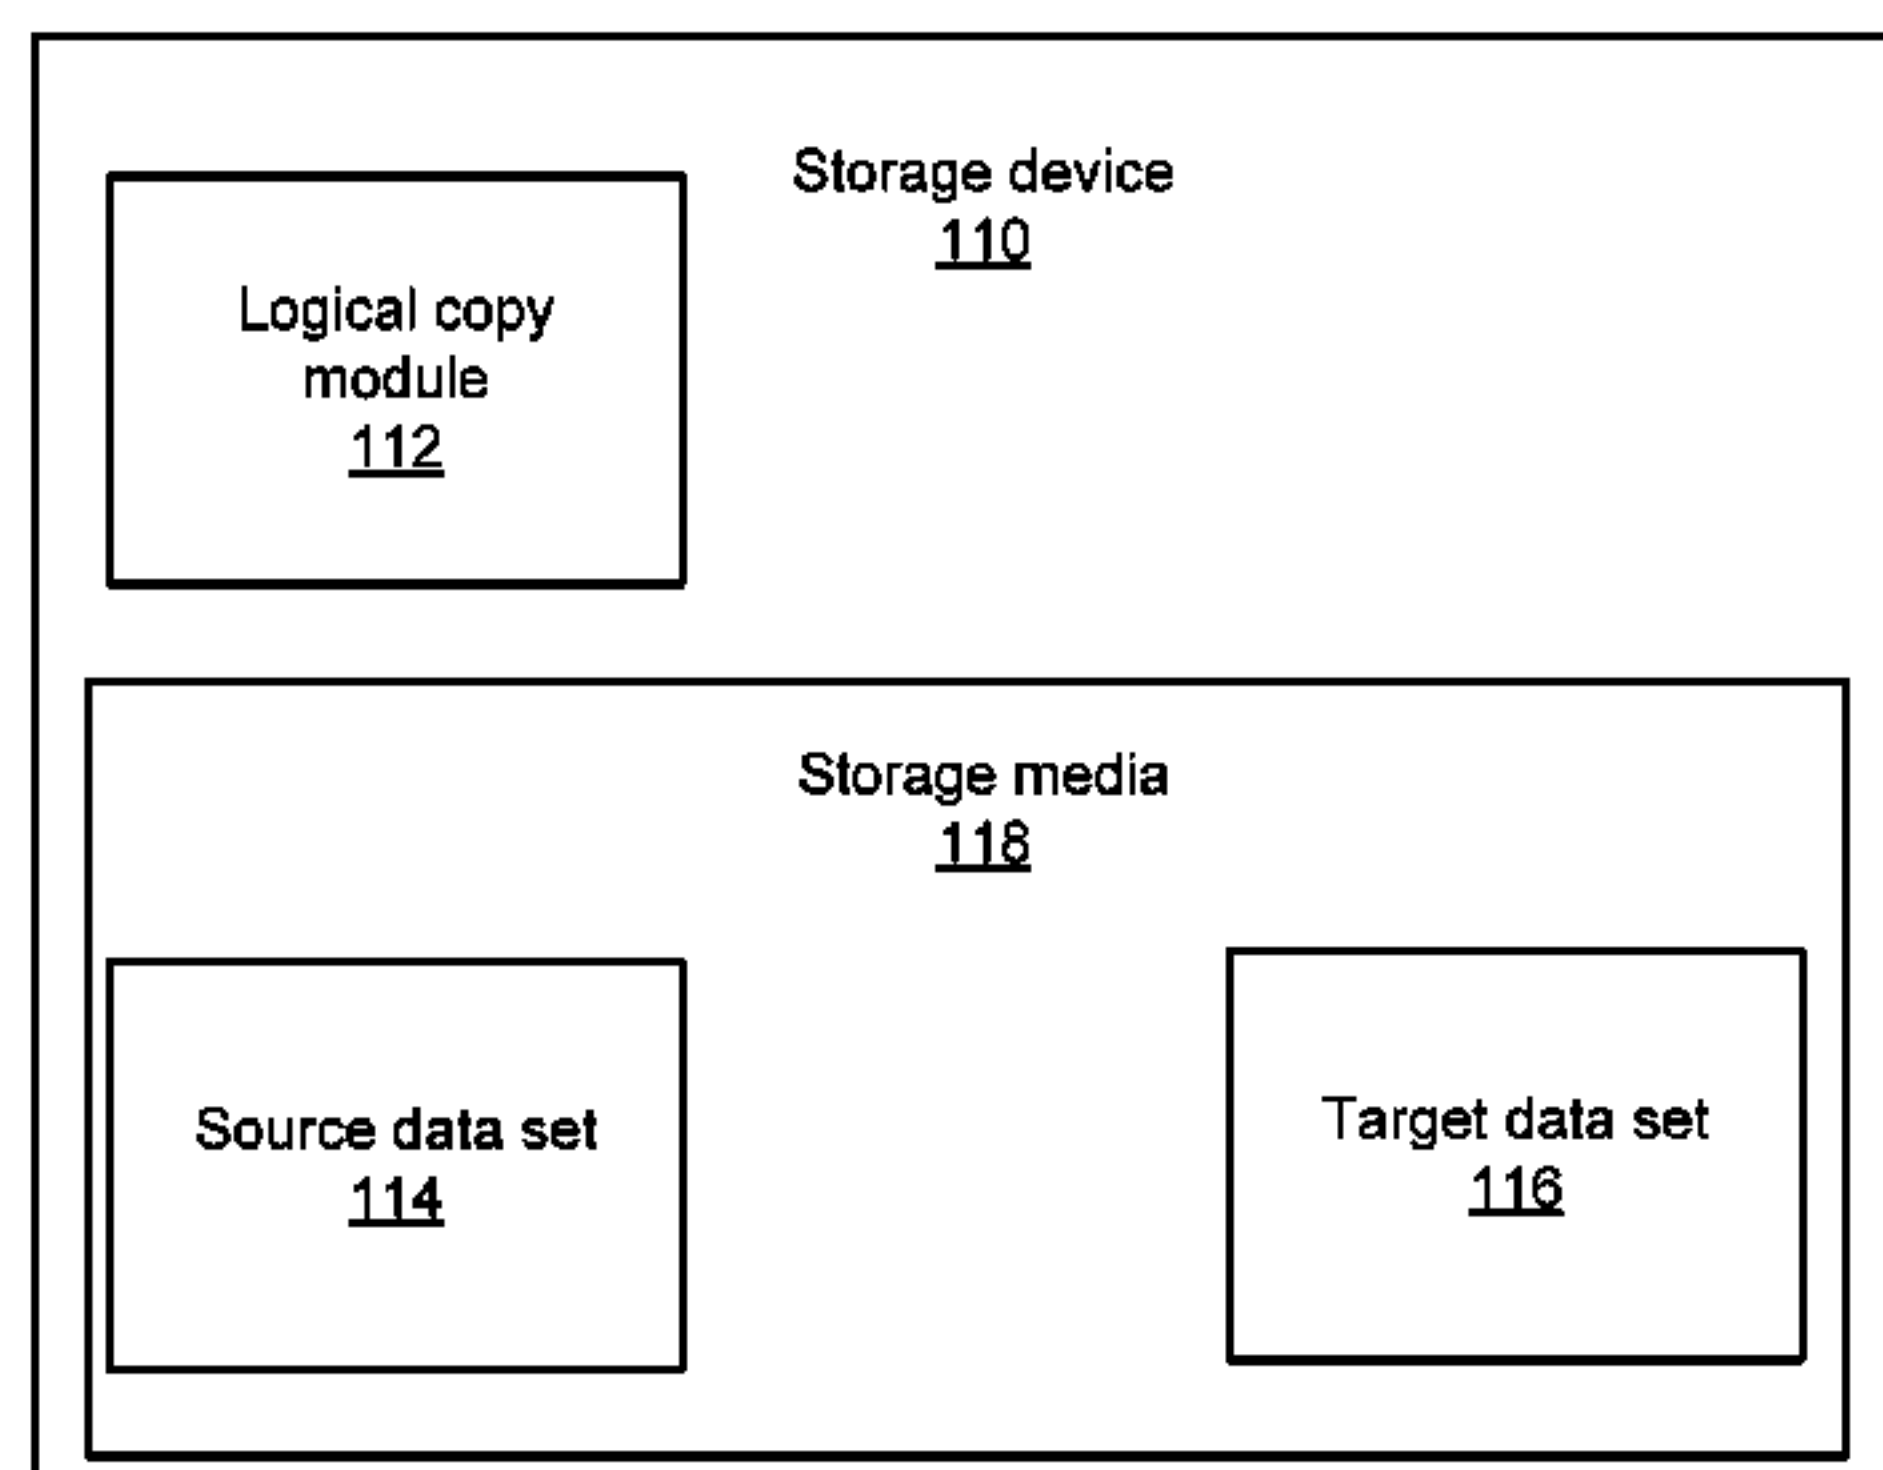 Storage device
110
Logical copy
module
112
Storage media
118
Source data set
114
Target data set
116